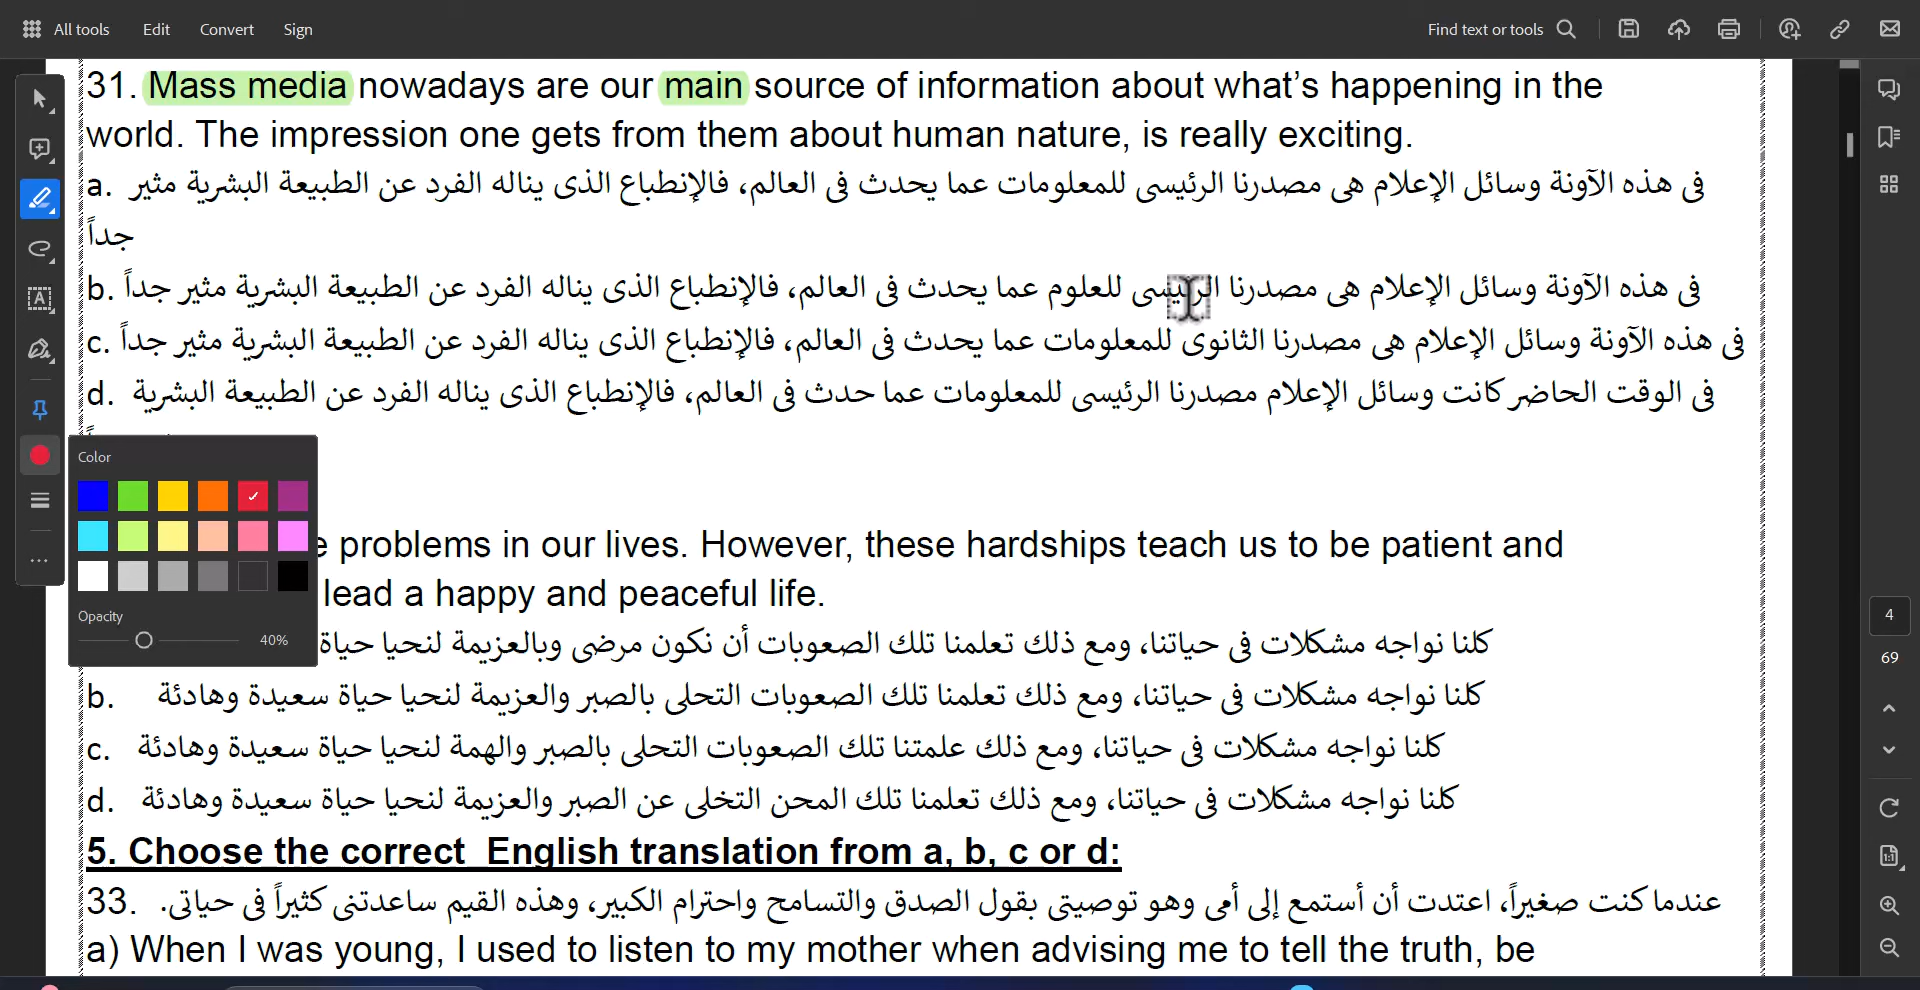 All tools Edit Convert Sign Find text or tools
31. Mass media nowadays are our main source of information about what's happening in the
world. The impression one gets from them about human nature, is really exciting.
a. فى هذه الآونة وسائل الإعلام هى مصدرنا الرئيسى للمعلومات عما يحدث فى العالم، فالإنطباع الذى يناله الفرد عن الطبيعة البشرية مثير
جداً
b. فى هذه الآونة وسائل الإعلام هى مصدرنا الرئيسى للعلوم عما يحدث فى العالم، فالإنطباع الذى يناله الفرد عن الطبيعة البشرية مثير جداً
c. فى هذه الآونة وسائل الإعلام هى مصدرنا الثانوى للمعلومات عما يحدث فى العالم، فالإنطباع الذى يناله الفرد عن الطبيعة البشرية مثير جداً
d. فى الوقت الحاضر كانت وسائل الإعلام مصدرنا الرئيسى للمعلومات عما حدث فى العالم، فالإنطباع الذى يناله الفرد عن الطبيعة البشرية
Color
problems in our lives. However, these hardships teach us to be patient and
lead a happy and peaceful life.
Opacity
40%
كلنا نواجه مشكلات فى حياتنا، ومع ذلك تعلمنا تلك الصعوبات أن نكون مرضى وبالعزيمة لنحيا حياة
b. كلنا نواجه مشكلات فى حياتنا، ومع ذلك تعلمنا تلك الصعوبات التحلى بالصبر والعزيمة لنحيا حياة سعيدة وهادئة
c. كلنا نواجه مشكلات فى حياتنا، ومع ذلك علمتنا تلك الصعوبات التحلى بالصبر والهمة لنحيا حياة سعيدة وهادئة
d. كلنا نواجه مشكلات فى حياتنا، ومع ذلك تعلمنا تلك المحن التخلى عن الصبر والعزيمة لنحيا حياة سعيدة وهادئة
5. Choose the correct English translation from a, b, c or d:
33. عندما كنت صغيراً، اعتدت أن أستمع إلى أمى وهو توصيتى بقول الصدق والتسامح واحترام الكبير، وهذه القيم ساعدتنى كثيراً فى حياتى.
a) When I was young, I used to listen to my mother when advising me to tell the truth, be
4
69